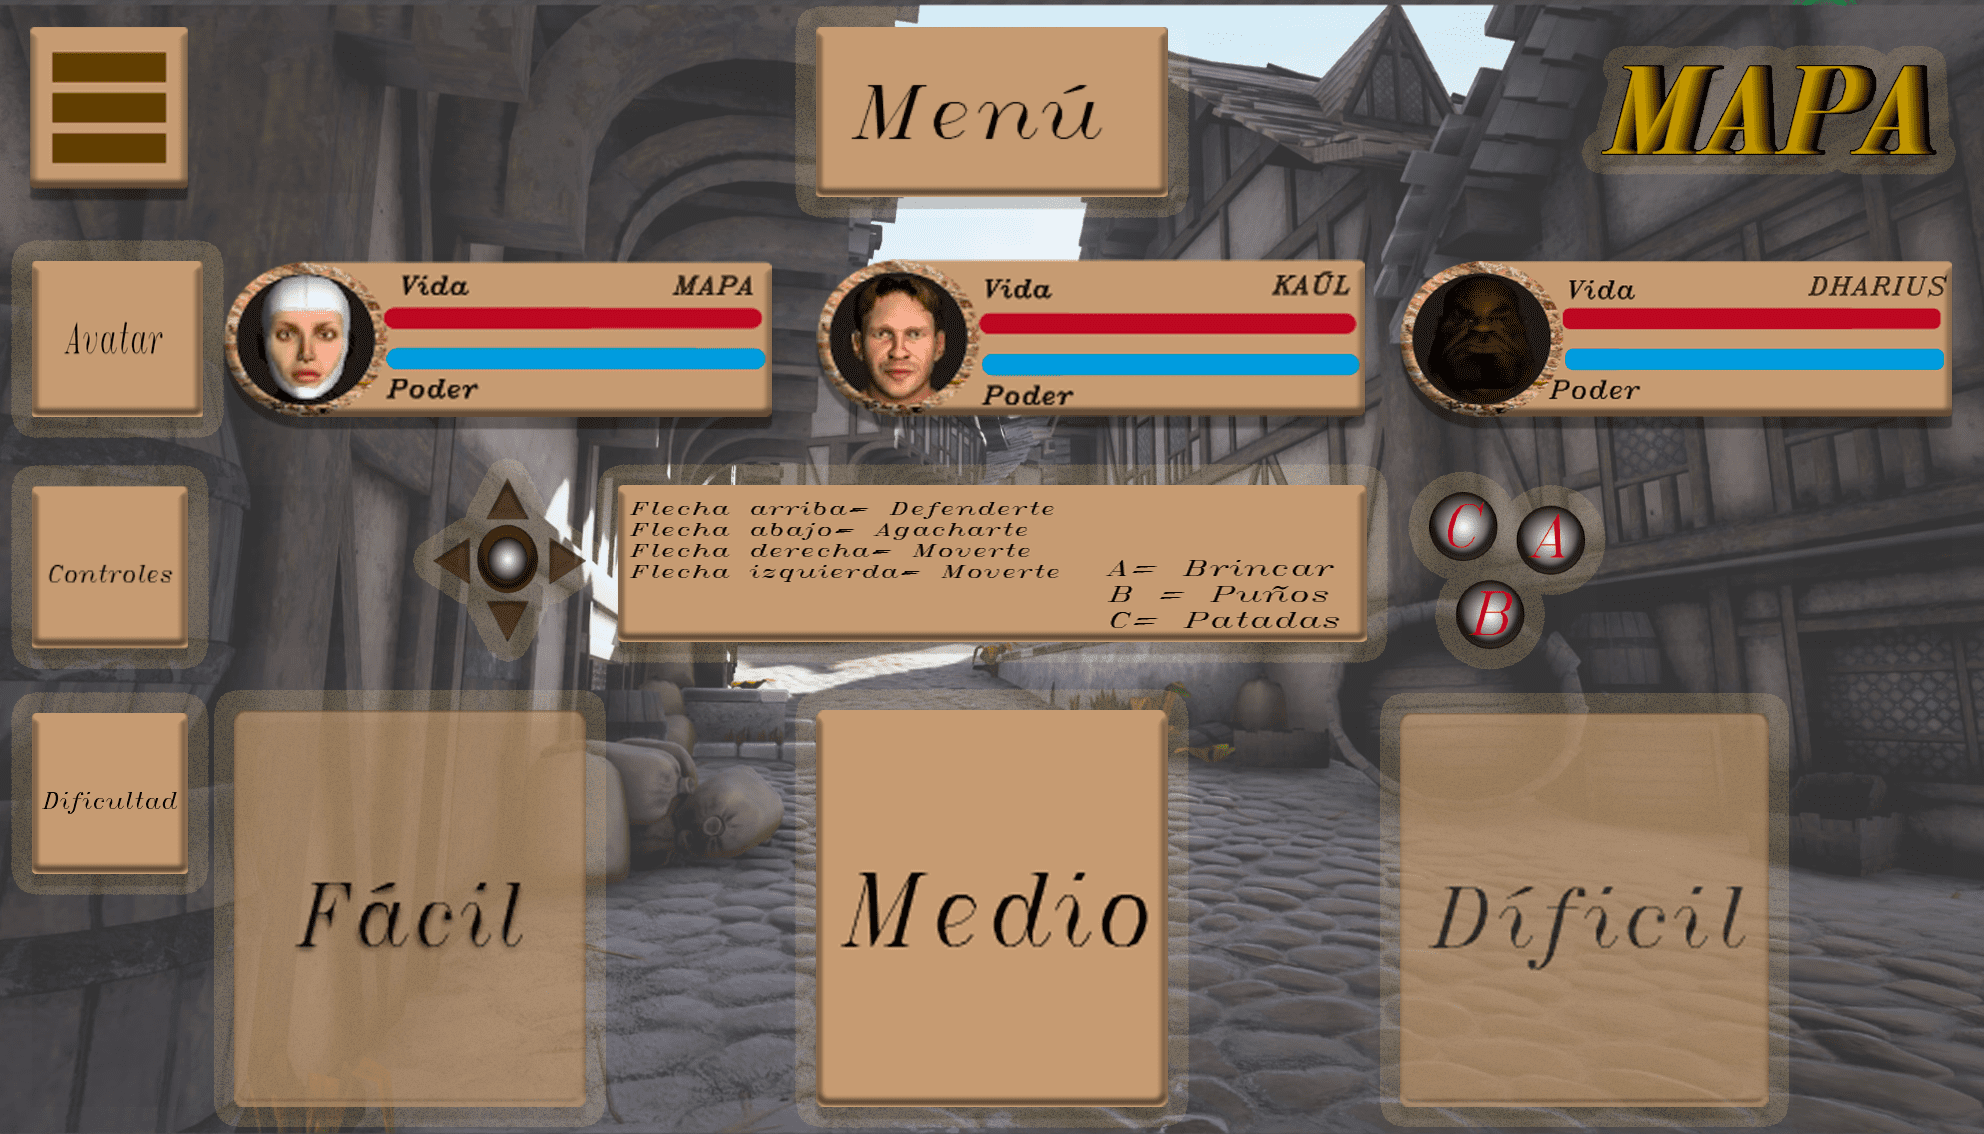 Menú
MAPA
Avatar
Vida MAPA
Poder
Vida KAŰL
Poder
Vida DHARIUS
Poder
Controles
Flecha arriba= Defenderte
Flecha abajo= Agacharte
Flecha derecha= Moverte
Flecha izquierda= Moverte
A= Brincar
B = Puños
C= Patadas
C
A
B
Dificultad
Fácil
Medio
Díficil